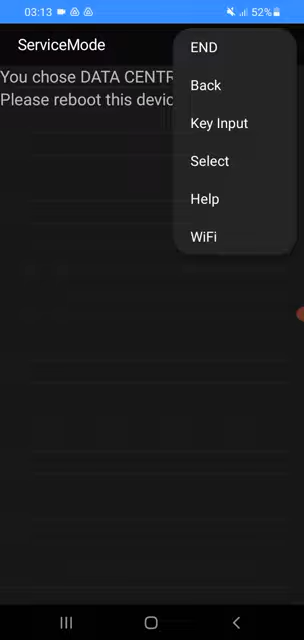 03:13 52%
ServiceMode
You chose DATA CENTR
Please reboot this devic
END
Back
Key Input
Select
Help
WiFi